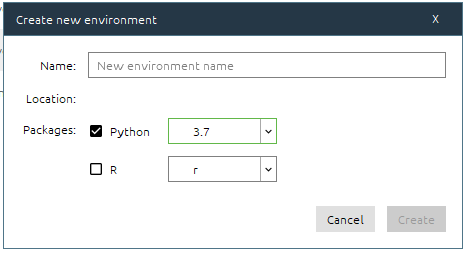 Create new environment X
Name: New environment name
Location:
Packages: Python 3.7
R r
Cancel Create